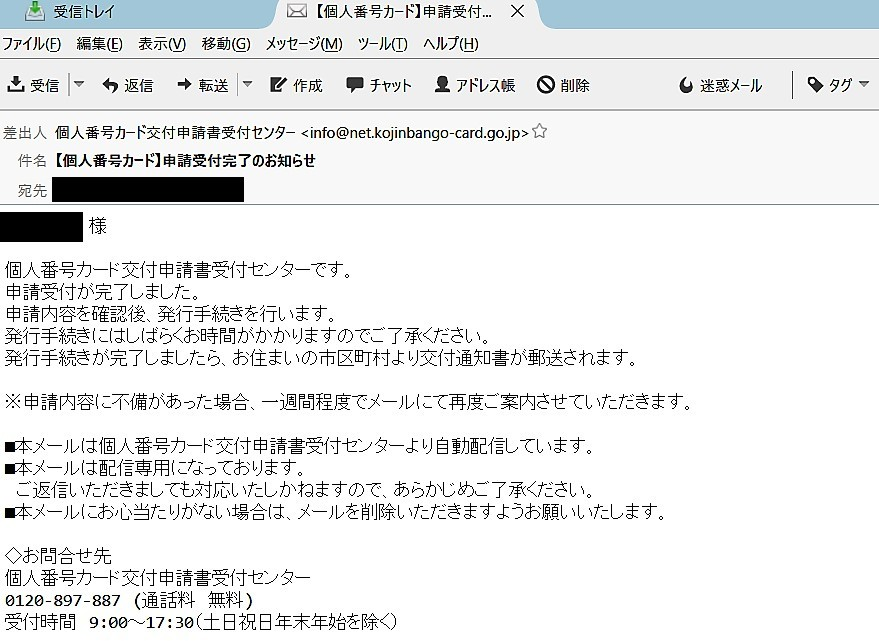 受信トレイ
【個人番号カード】申請受付...
ファイル(F) 編集(E) 表示(V) 移動(G) メッセージ(M) ツール(T) ヘルプ(H)
受信 返信 転送 作成 チャット アドレス帳 削除 迷惑メール タグ
差出人 個人番号カード交付申請書受付センター <info@net.kojinbango-card.go.jp>
件名 【個人番号カード】申請受付完了のお知らせ
宛先
様
個人番号カード交付申請書受付センターです。
申請受付が完了しました。
申請内容を確認後、発行手続きを行います。
発行手続きにはしばらくお時間がかかりますのでご了承ください。
発行手続きが完了しましたら、お住まいの市区町村より交付通知書が郵送されます。
※申請内容に不備があった場合、一週間程度でメールにて再度ご案内させていただきます。
■本メールは個人番号カード交付申請書受付センターより自動配信しています。
■本メールは配信専用になっております。
ご返信いただきましても対応いたしかねますので、あらかじめご了承ください。
■本メールにお心当たりがない場合は、メールを削除いただきますようお願いいたします。
◇お問合せ先
個人番号カード交付申請書受付センター
0120-897-887 (通話料 無料)
受付時間 9:00～17:30(土日祝日年末年始を除く)